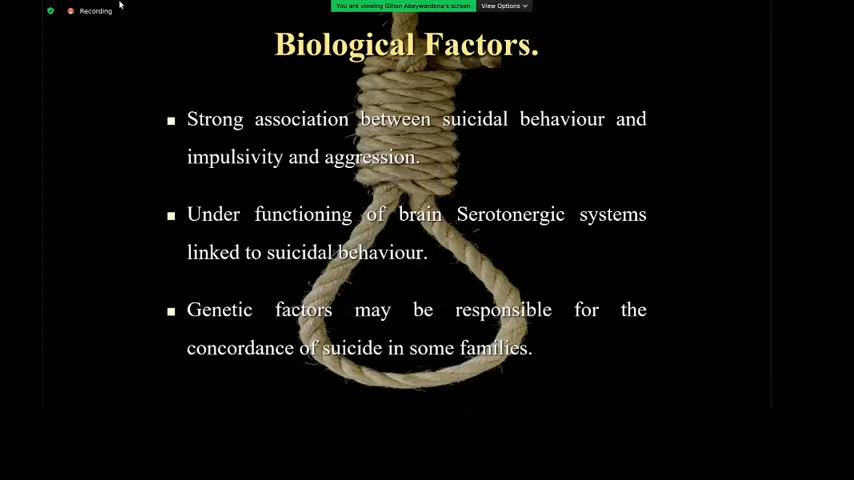 You are viewing Gihan Abeywardena's screen
View Options
Recording
Biological Factors.
Strong association between suicidal behaviour and
impulsivity and aggression.
Under functioning of brain Serotonergic systems
linked to suicidal behaviour.
Genetic factors may be responsible for the
concordance of suicide in some families.